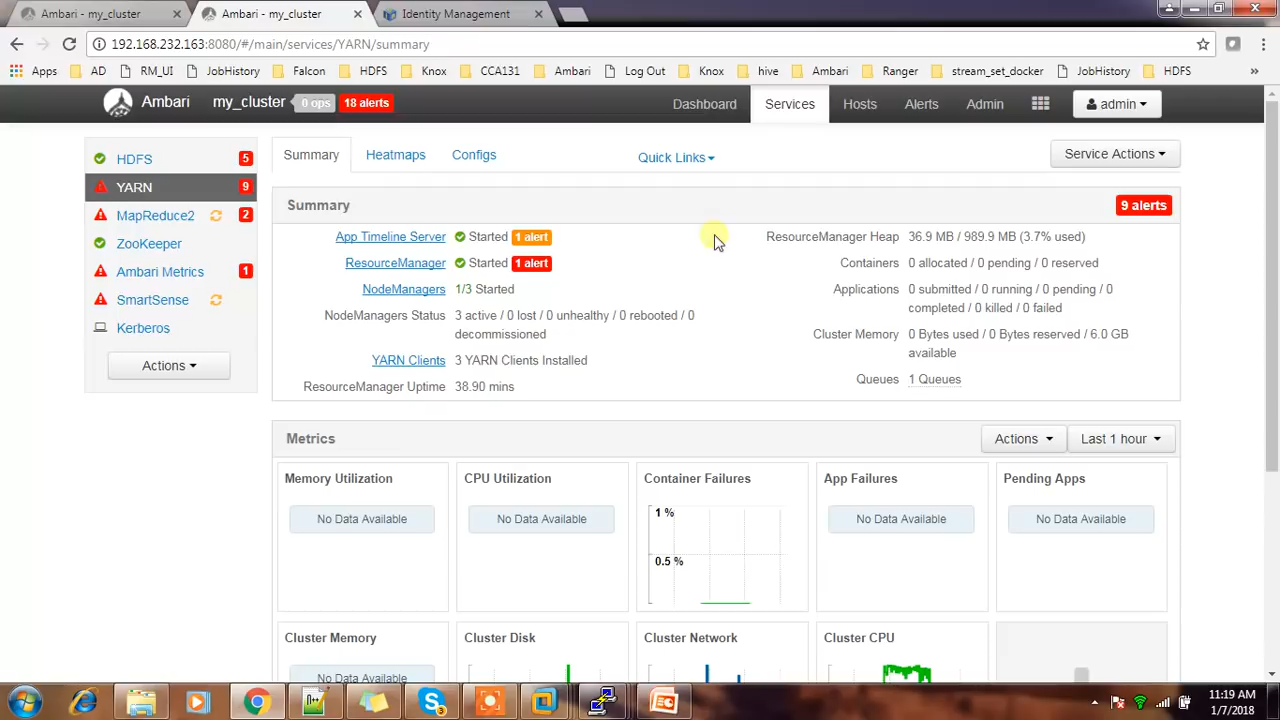 Ambari - my_cluster
Ambari - my_cluster
Identity Management
192.168.232.163:8080/#/main/services/YARN/summary
Apps AD RM_UI JobHistory Falcon HDFS Knox CCA131 Ambari Log Out Knox hive Ambari Ranger stream_set_docker JobHistory HDFS »
Ambari my_cluster 0 ops 18 alerts Dashboard Services Hosts Alerts Admin admin
HDFS 5
YARN 9
MapReduce2 2
ZooKeeper
Ambari Metrics 1
SmartSense
Kerberos
Actions
Summary Heatmaps Configs Quick Links Service Actions
Summary 9 alerts
App Timeline Server Started 1 alert
ResourceManager Started 1 alert
NodeManagers 1/3 Started
NodeManagers Status 3 active / 0 lost / 0 unhealthy / 0 rebooted / 0
decommissioned
YARN Clients 3 YARN Clients Installed
ResourceManager Uptime 38.90 mins
ResourceManager Heap 36.9 MB / 989.9 MB (3.7% used)
Containers 0 allocated / 0 pending / 0 reserved
Applications 0 submitted / 0 running / 0 pending / 0
completed / 0 killed / 0 failed
Cluster Memory 0 Bytes used / 0 Bytes reserved / 6.0 GB
available
Queues 1 Queues
Metrics Actions Last 1 hour
Memory Utilization
No Data Available
CPU Utilization
No Data Available
Container Failures
1 %
0.5 %
App Failures
No Data Available
Pending Apps
No Data Available
Cluster Memory
No Data Available
Cluster Disk
Cluster Network
Cluster CPU
11:19 AM
1/7/2018